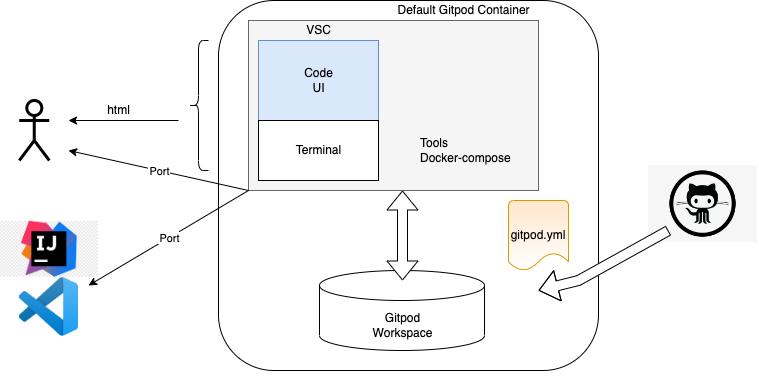 Default Gitpod Container
VSC
Code
UI
html
Terminal
Tools
Docker-compose
Port
gitpod.yml
Port
IJ
Gitpod
Workspace